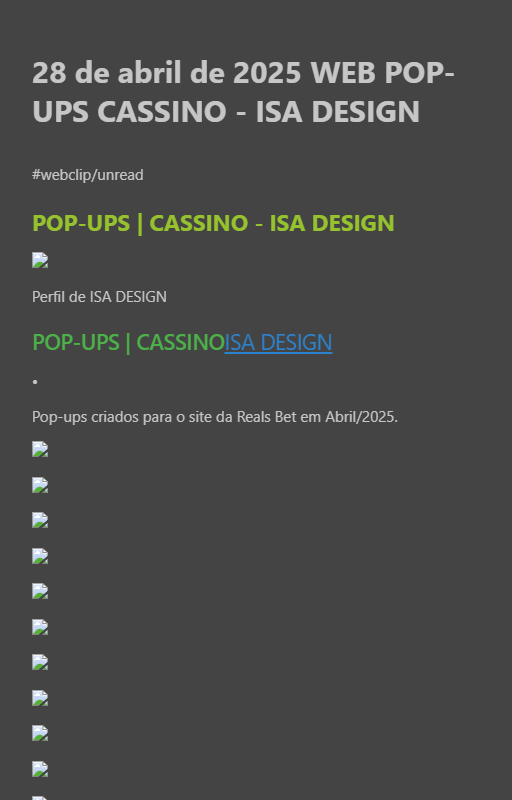 28 de abril de 2025 WEB POP-
UPS CASSINO - ISA DESIGN
#webclip/unread
POP-UPS | CASSINO - ISA DESIGN
Perfil de ISA DESIGN
POP-UPS | CASSINOISA DESIGN
•
Pop-ups criados para o site da Reals Bet em Abril/2025.